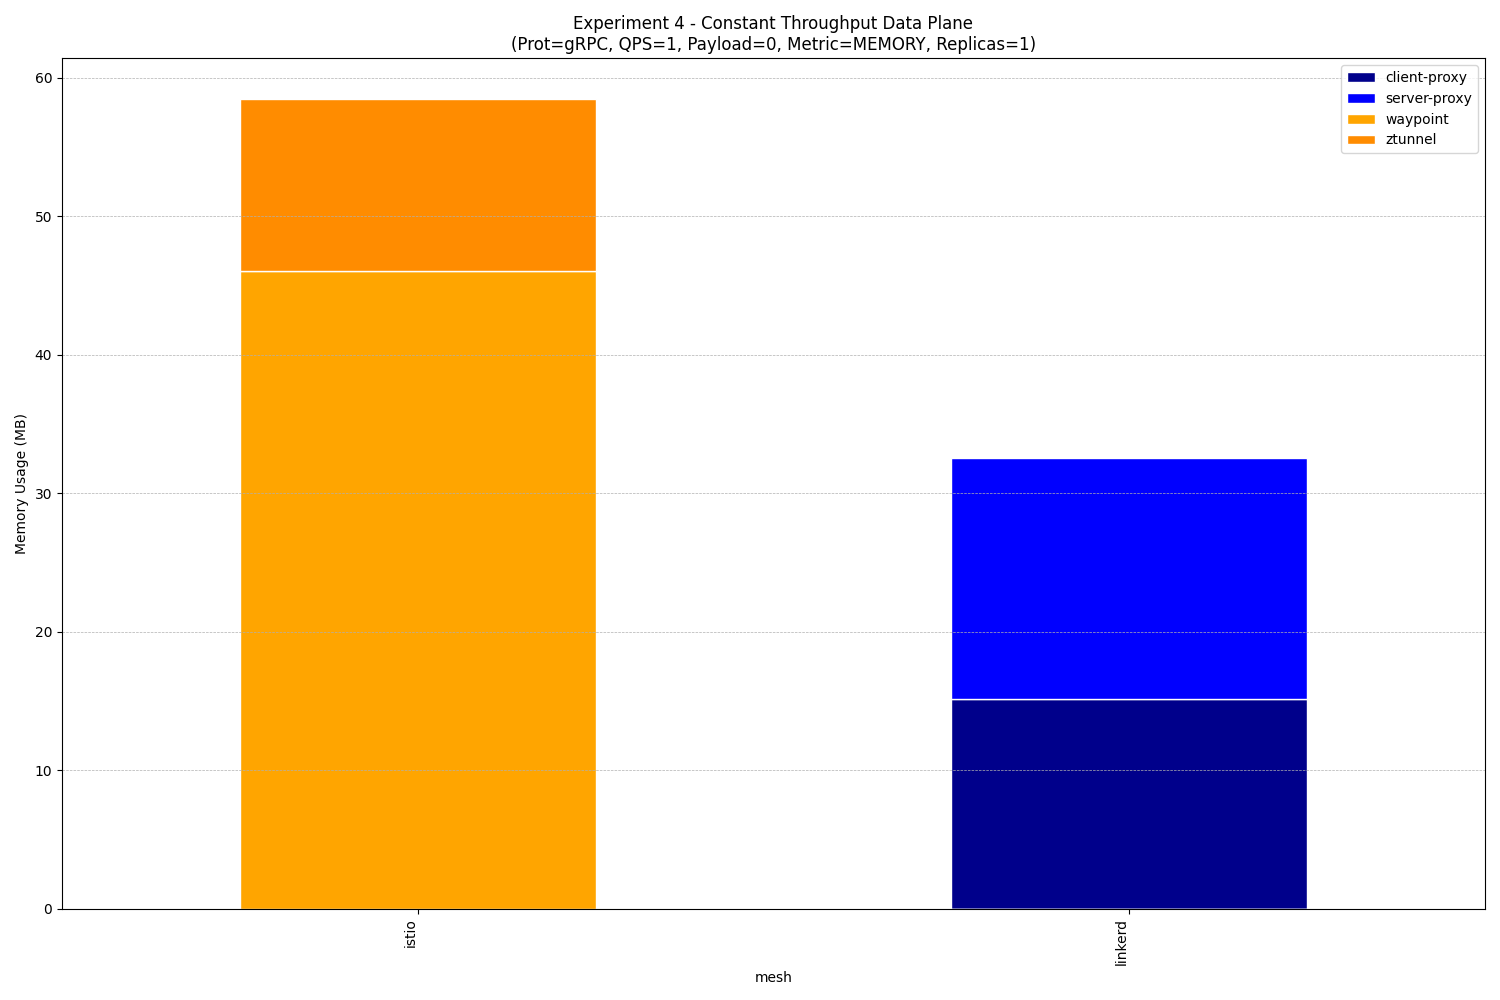 Experiment 4 - Constant Throughput Data Plane
(Prot=gRPC, QPS=1, Payload=0, Metric=MEMORY, Replicas=1)
client-proxy
server-proxy
waypoint
ztunnel
60
50
40
30
20
10
0
Memory Usage (MB)
istio
linkerd
mesh